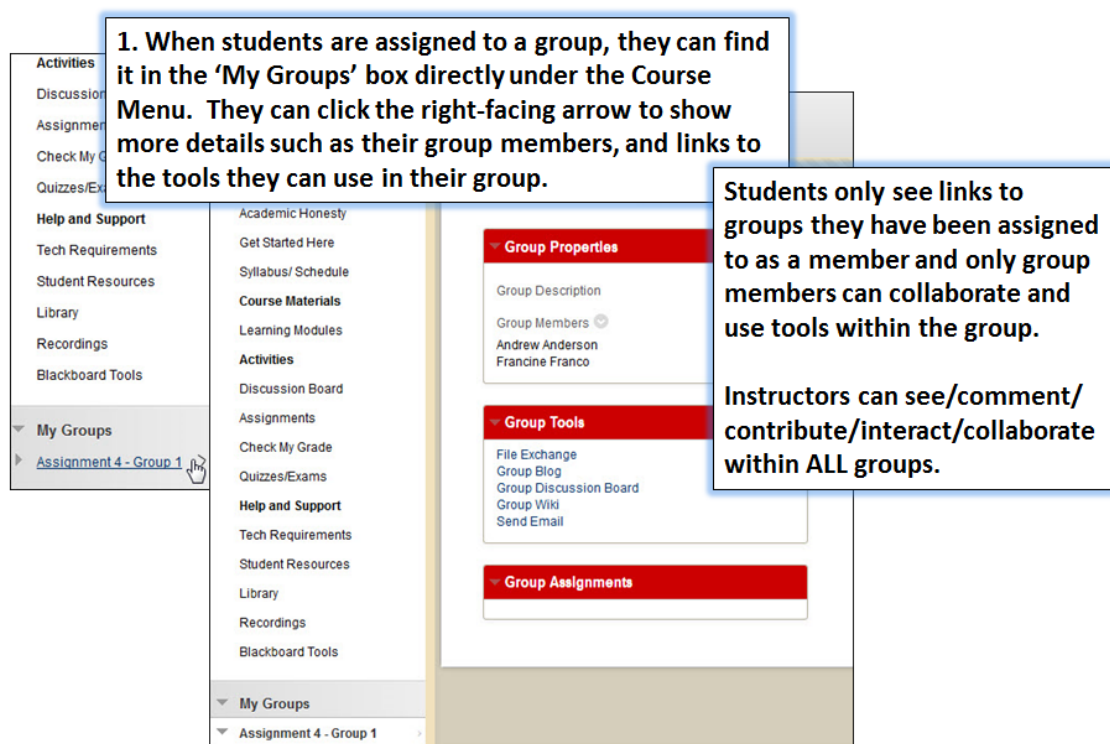 1. When students are assigned to a group, they can find
it in the ‘My Groups’ box directly under the Course
Menu.  They can click the right-facing arrow to show
more details such as their group members, and links to
the tools they can use in their group.
Students only see links to
groups they have been assigned
to as a member and only group
members can collaborate and
use tools within the group.
Instructors can see/comment/
contribute/interact/collaborate
within ALL groups.
Activities
Help and Support
Tech Requirements
Student Resources
Library
Recordings
Blackboard Tools
My Groups
Assignment 4 - Group 1
Academic Honesty
Get Started Here
Syllabus/ Schedule
Course Materials
Learning Modules
Activities
Discussion Board
Assignments
Check My Grade
Quizzes/Exams
Help and Support
Tech Requirements
Student Resources
Library
Recordings
Blackboard Tools
My Groups
Assignment 4 - Group 1
Group Properties
Group Description
Group Members
Andrew Anderson
Francine Franco
Group Tools
File Exchange
Group Blog
Group Discussion Board
Group Wiki
Send Email
Group Assignments